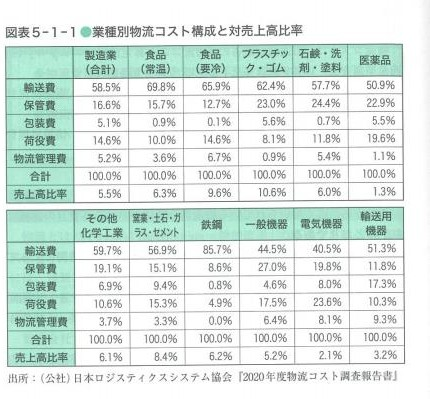 図表5-1-1●業種別物流コスト構成と対売上高比率
製造業（合計） 食品（常温） 食品（要冷） プラスチック・ゴム 石鹸・洗剤・塗料 医薬品
輸送費 58.5% 69.8% 65.9% 62.4% 57.7% 50.9%
保管費 16.6% 15.7% 12.7% 23.0% 24.4% 22.9%
包装費 5.1% 0.9% 0.1% 5.6% 0.7% 5.5%
荷役費 14.6% 10.0% 14.6% 8.1% 11.8% 19.6%
物流管理費 5.2% 3.6% 6.7% 0.9% 5.4% 1.1%
合計 100.0% 100.0% 100.0% 100.0% 100.0% 100.0%
売上高比率 5.5% 6.3% 9.6% 10.6% 6.0% 1.3%
その他化学工業 窯業・土石・ガラス・セメント 鉄鋼 一般機器 電気機器 輸送用機器
輸送費 59.7% 56.9% 85.7% 44.5% 40.5% 51.3%
保管費 19.1% 15.1% 8.6% 27.0% 19.8% 11.8%
包装費 6.9% 9.4% 0.8% 4.6% 8.0% 17.3%
荷役費 10.6% 15.3% 4.9% 17.5% 23.6% 10.3%
物流管理費 3.7% 3.3% 0.0% 6.4% 8.1% 9.3%
合計 100.0% 100.0% 100.0% 100.0% 100.0% 100.0%
売上高比率 6.1% 8.4% 6.2% 5.2% 2.1% 3.2%
出所：（公社）日本ロジスティクスシステム協会『2020年度物流コスト調査報告書』